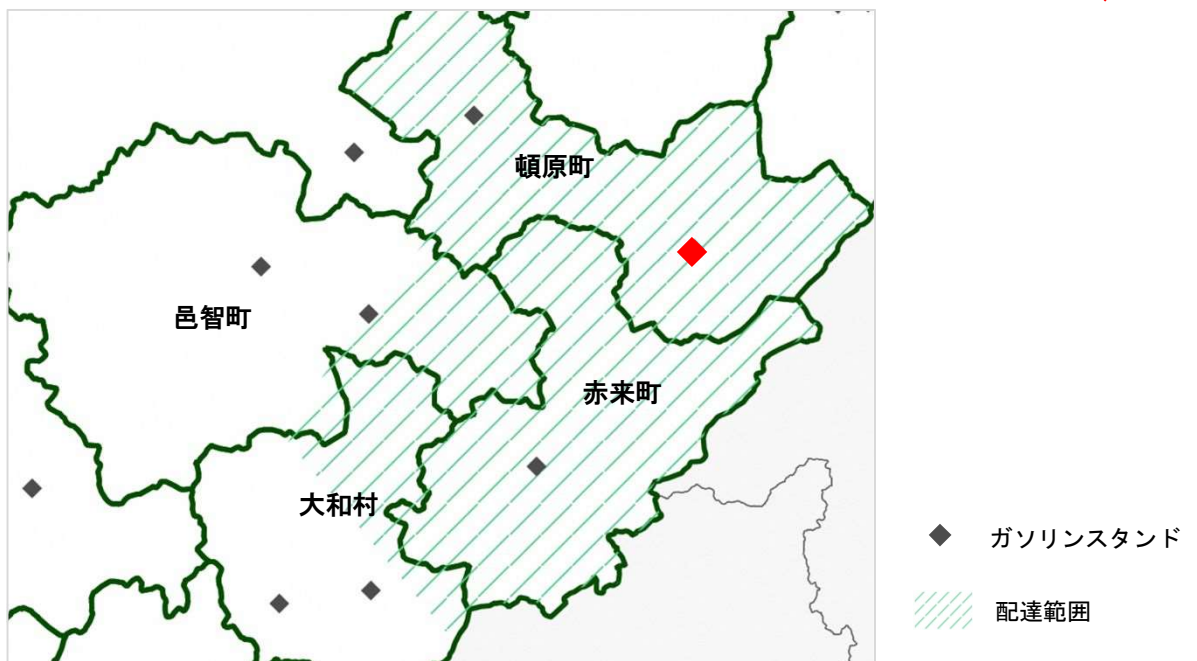 頓原町
邑智町
赤来町
大和村
ガソリンスタンド
配達範囲